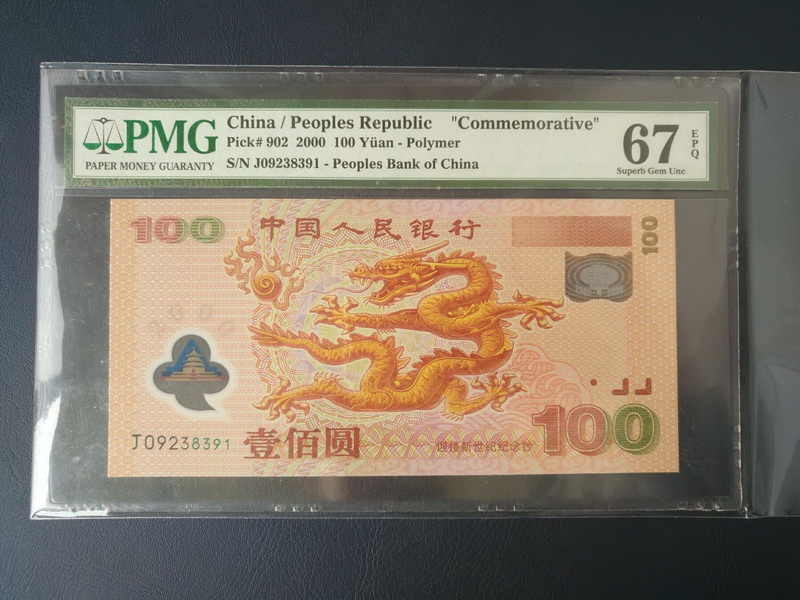 PMG
PAPER MONEY GUARANTY
China / Peoples Republic "Commemorative"
Pick# 902 2000 100 Yüan - Polymer
S/N J09238391 - Peoples Bank of China
67
EPQ
Superb Gem Unc
100
中国人民银行
100
J09238391
壹佰圆
迎接新世纪纪念钞
100